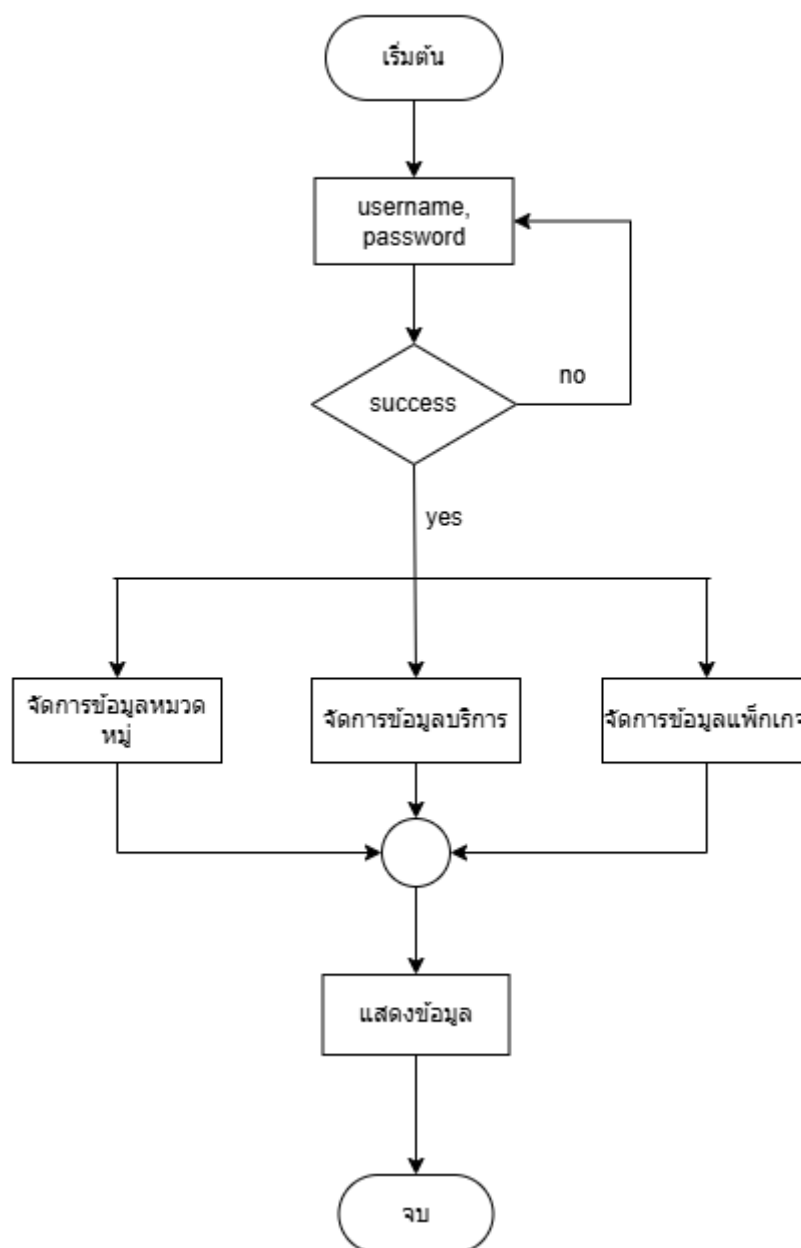 เริ่มต้น
username,
password
success
no
yes
จัดการข้อมูลหมวด
หมู่
จัดการข้อมูลบริการ
จัดการข้อมูลแพ็กเกจ
แสดงข้อมูล
จบ